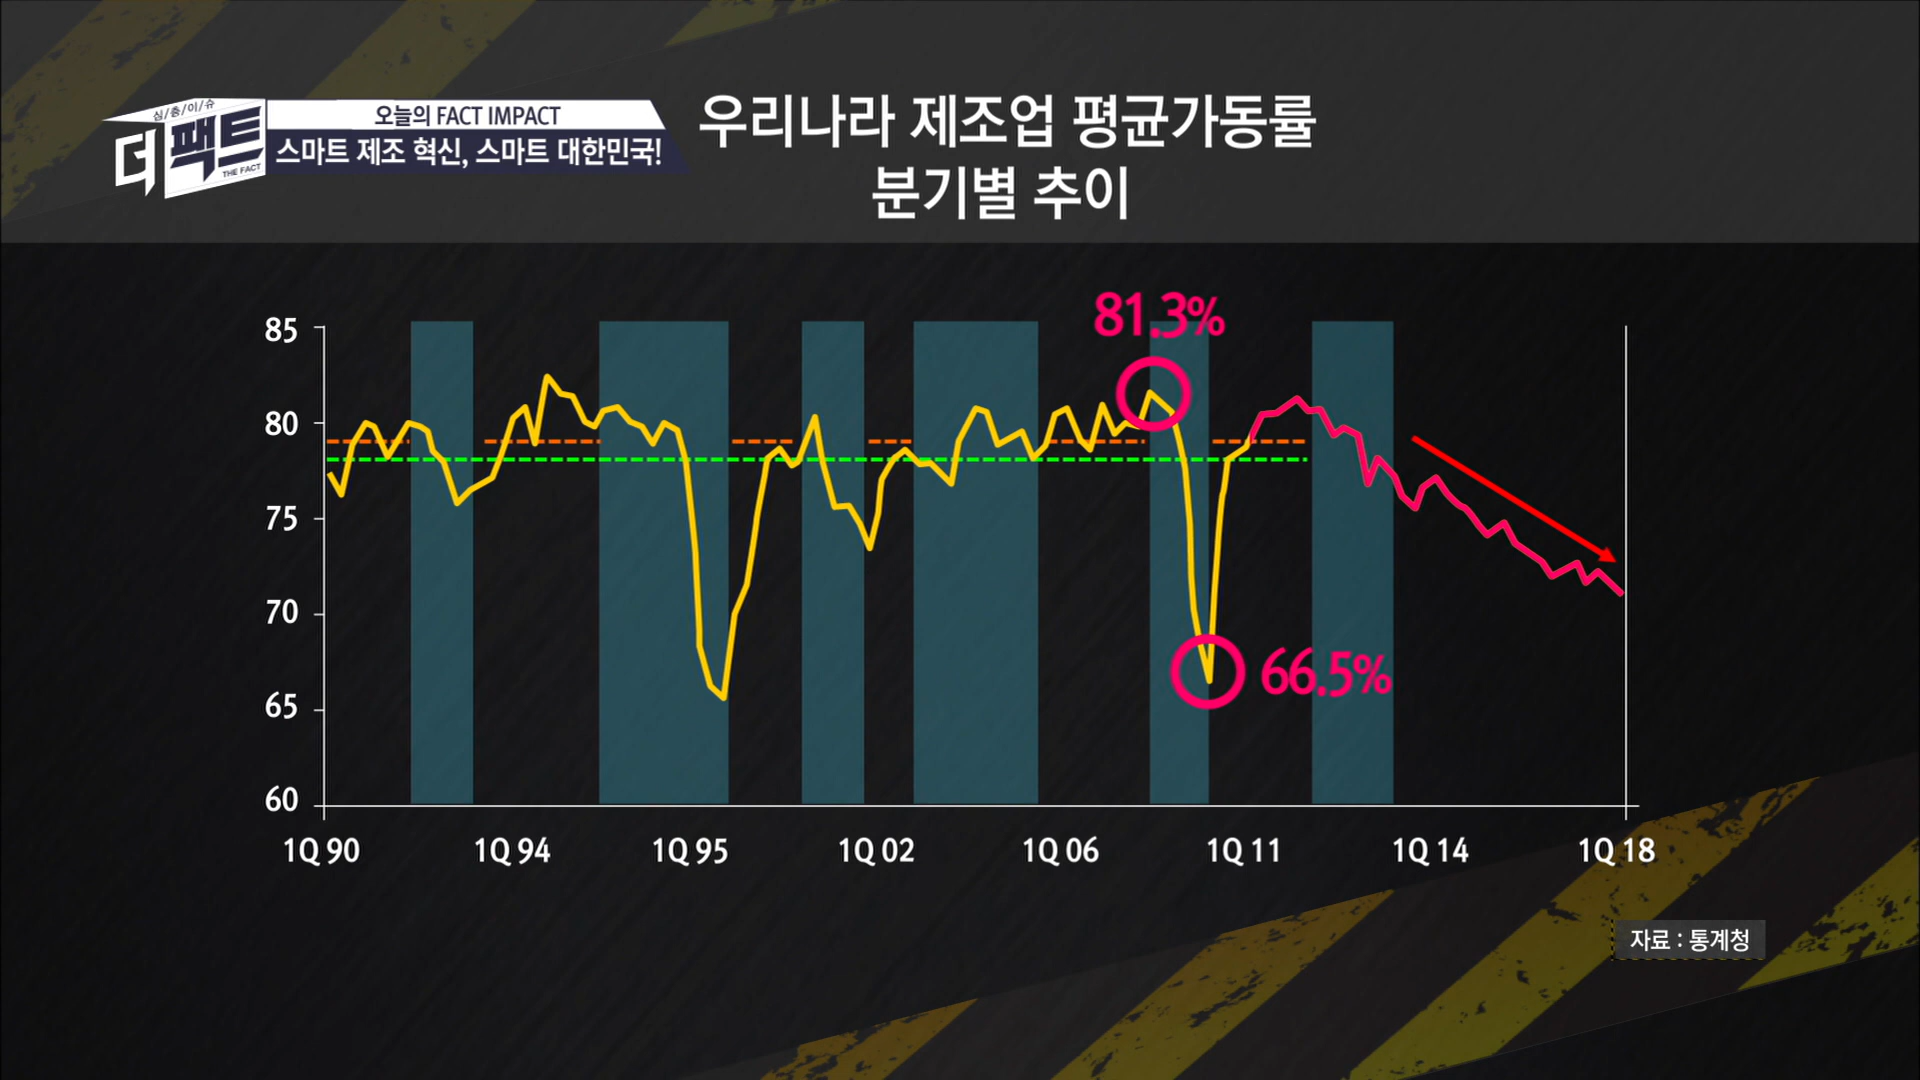 심/층/이/슈
더팩트
THE FACT
오늘의 FACT IMPACT
스마트 제조 혁신, 스마트 대한민국!
우리나라 제조업 평균가동률
분기별 추이
81.3%
66.5%
85
80
75
70
65
60
1Q 90 1Q 94 1Q 95 1Q 02 1Q 06 1Q 11 1Q 14 1Q 18
자료 : 통계청